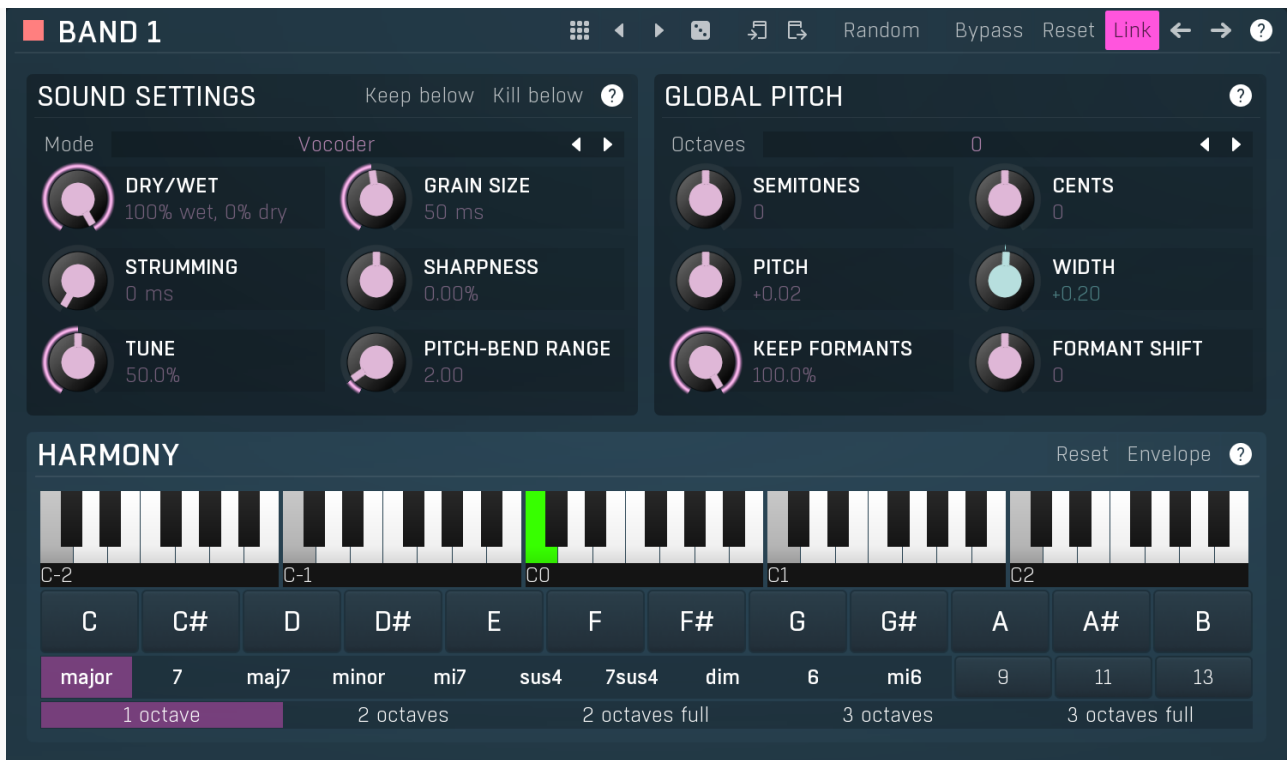 BAND 1 Random Bypass Reset Link ?
SOUND SETTINGS Keep below Kill below ?
Mode Vocoder
DRY/WET
100% wet, 0% dry
GRAIN SIZE
50 ms
STRUMMING
0 ms
SHARPNESS
0.00%
TUNE
50.0%
PITCH-BEND RANGE
2.00
GLOBAL PITCH ?
Octaves 0
SEMITONES
0
CENTS
0
PITCH
+0.02
WIDTH
+0.20
KEEP FORMANTS
100.0%
FORMANT SHIFT
0
HARMONY Reset Envelope ?
C-2 C-1 C0 C1 C2
C C# D D# E F F# G G# A A# B
major 7 maj7 minor mi7 sus4 7sus4 dim 6 mi6 9 11 13
1 octave 2 octaves 2 octaves full 3 octaves 3 octaves full